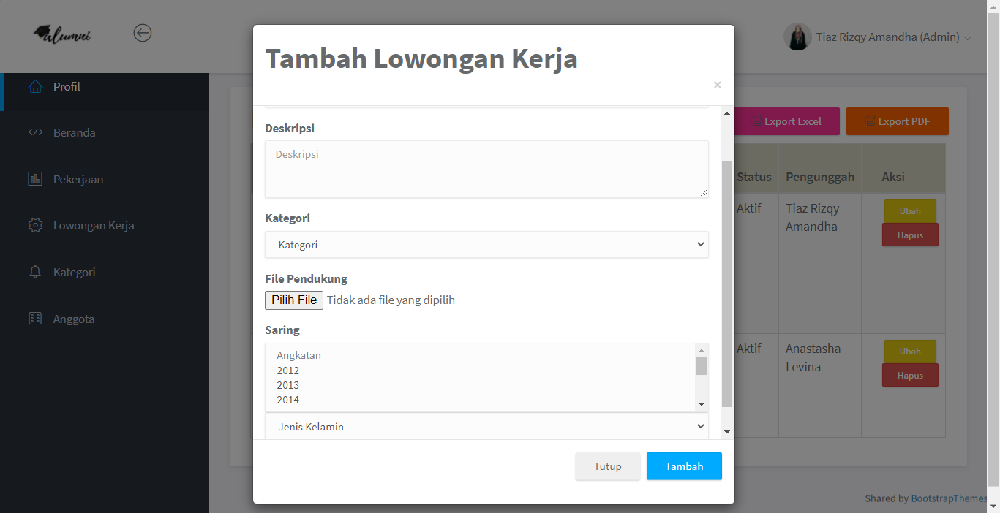 alumni
Tiaz Rizqy Amandha (Admin)
Profil
Beranda
Pekerjaan
Lowongan Kerja
Kategori
Anggota
Tambah Lowongan Kerja
×
Deskripsi
Deskripsi
Kategori
Kategori
File Pendukung
Pilih File Tidak ada file yang dipilih
Saring
Angkatan
2012
2013
2014
Jenis Kelamin
Tutup
Tambah
Export Excel
Export PDF
Status Pengunggah Aksi
Aktif
Tiaz Rizqy
Amandha
Ubah
Hapus
Aktif
Anastasha
Levina
Ubah
Hapus
Shared by BootstrapThemes